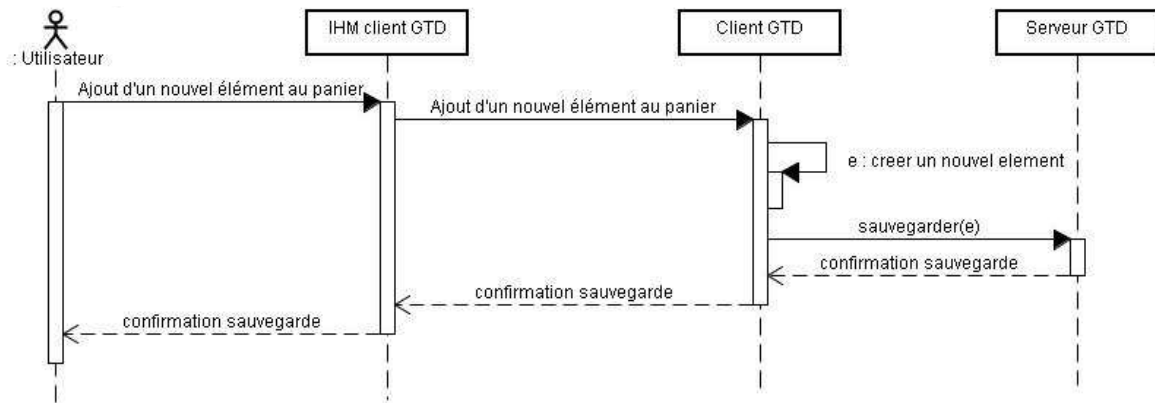 IHM client GTD
Client GTD
Serveur GTD
: Utilisateur
Ajout d'un nouvel élément au panier
Ajout d'un nouvel élément au panier
e : creer un nouvel element
sauvegarder(e)
confirmation sauvegarde
confirmation sauvegarde
confirmation sauvegarde